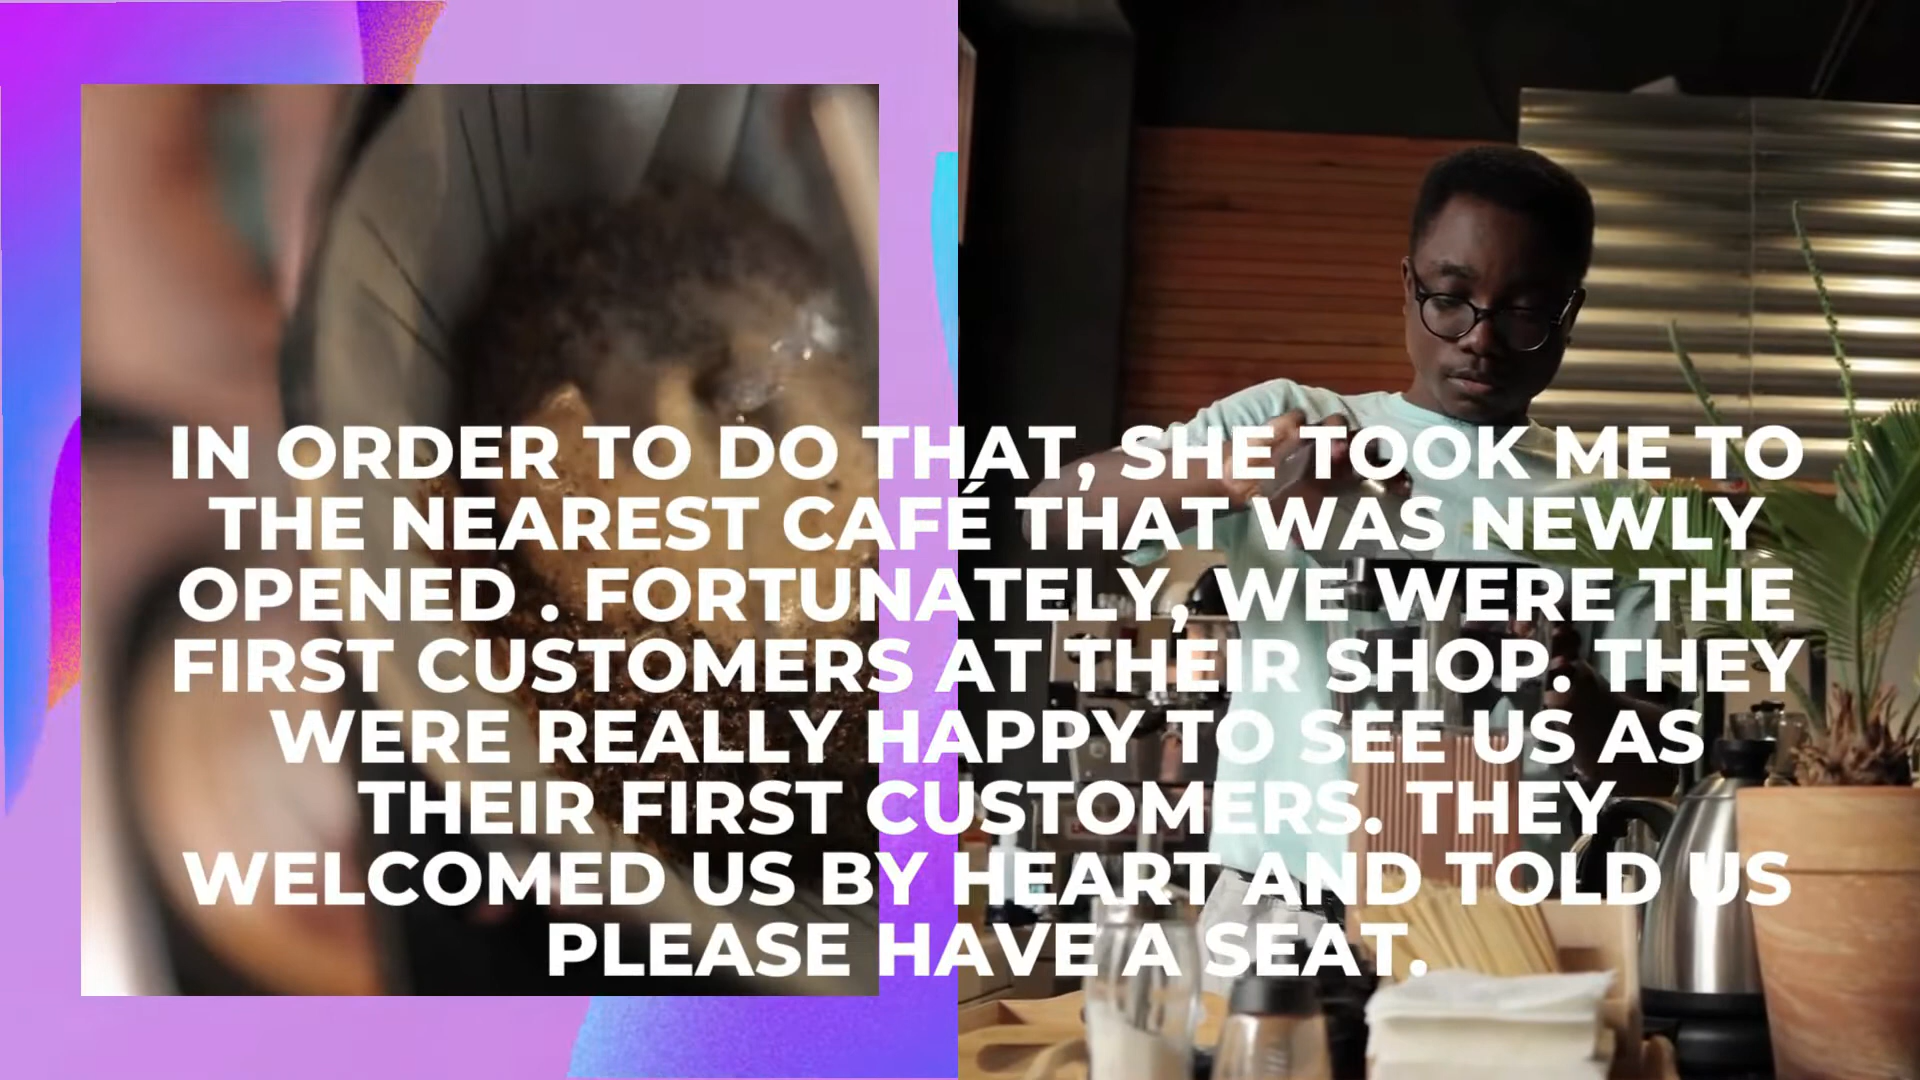 IN ORDER TO DO THAT, SHE TOOK ME TO
THE NEAREST CAFÉ THAT WAS NEWLY
OPENED . FORTUNATELY, WE WERE THE
FIRST CUSTOMERS AT THEIR SHOP. THEY
WERE REALLY HAPPY TO SEE US AS
THEIR FIRST CUSTOMERS. THEY
WELCOMED US BY HEART AND TOLD US
PLEASE HAVE A SEAT.